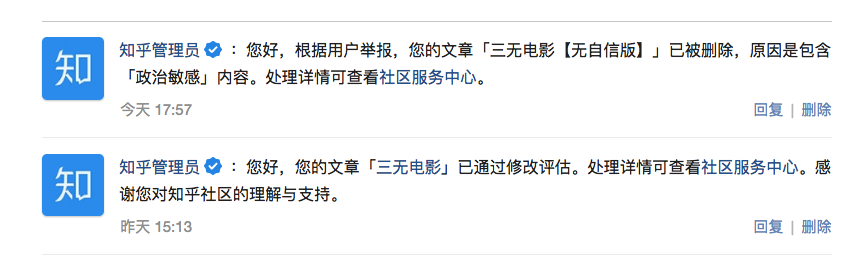 知 知乎管理员 ： 您好，根据用户举报，您的文章「三无电影【无自信版】」已被删除，原因是包含
「政治敏感」内容。处理详情可查看社区服务中心。
今天 17:57 回复 | 删除
知 知乎管理员 ： 您好，您的文章「三无电影」已通过修改评估。处理详情可查看社区服务中心。感
谢您对知乎社区的理解与支持。
昨天 15:13 回复 | 删除